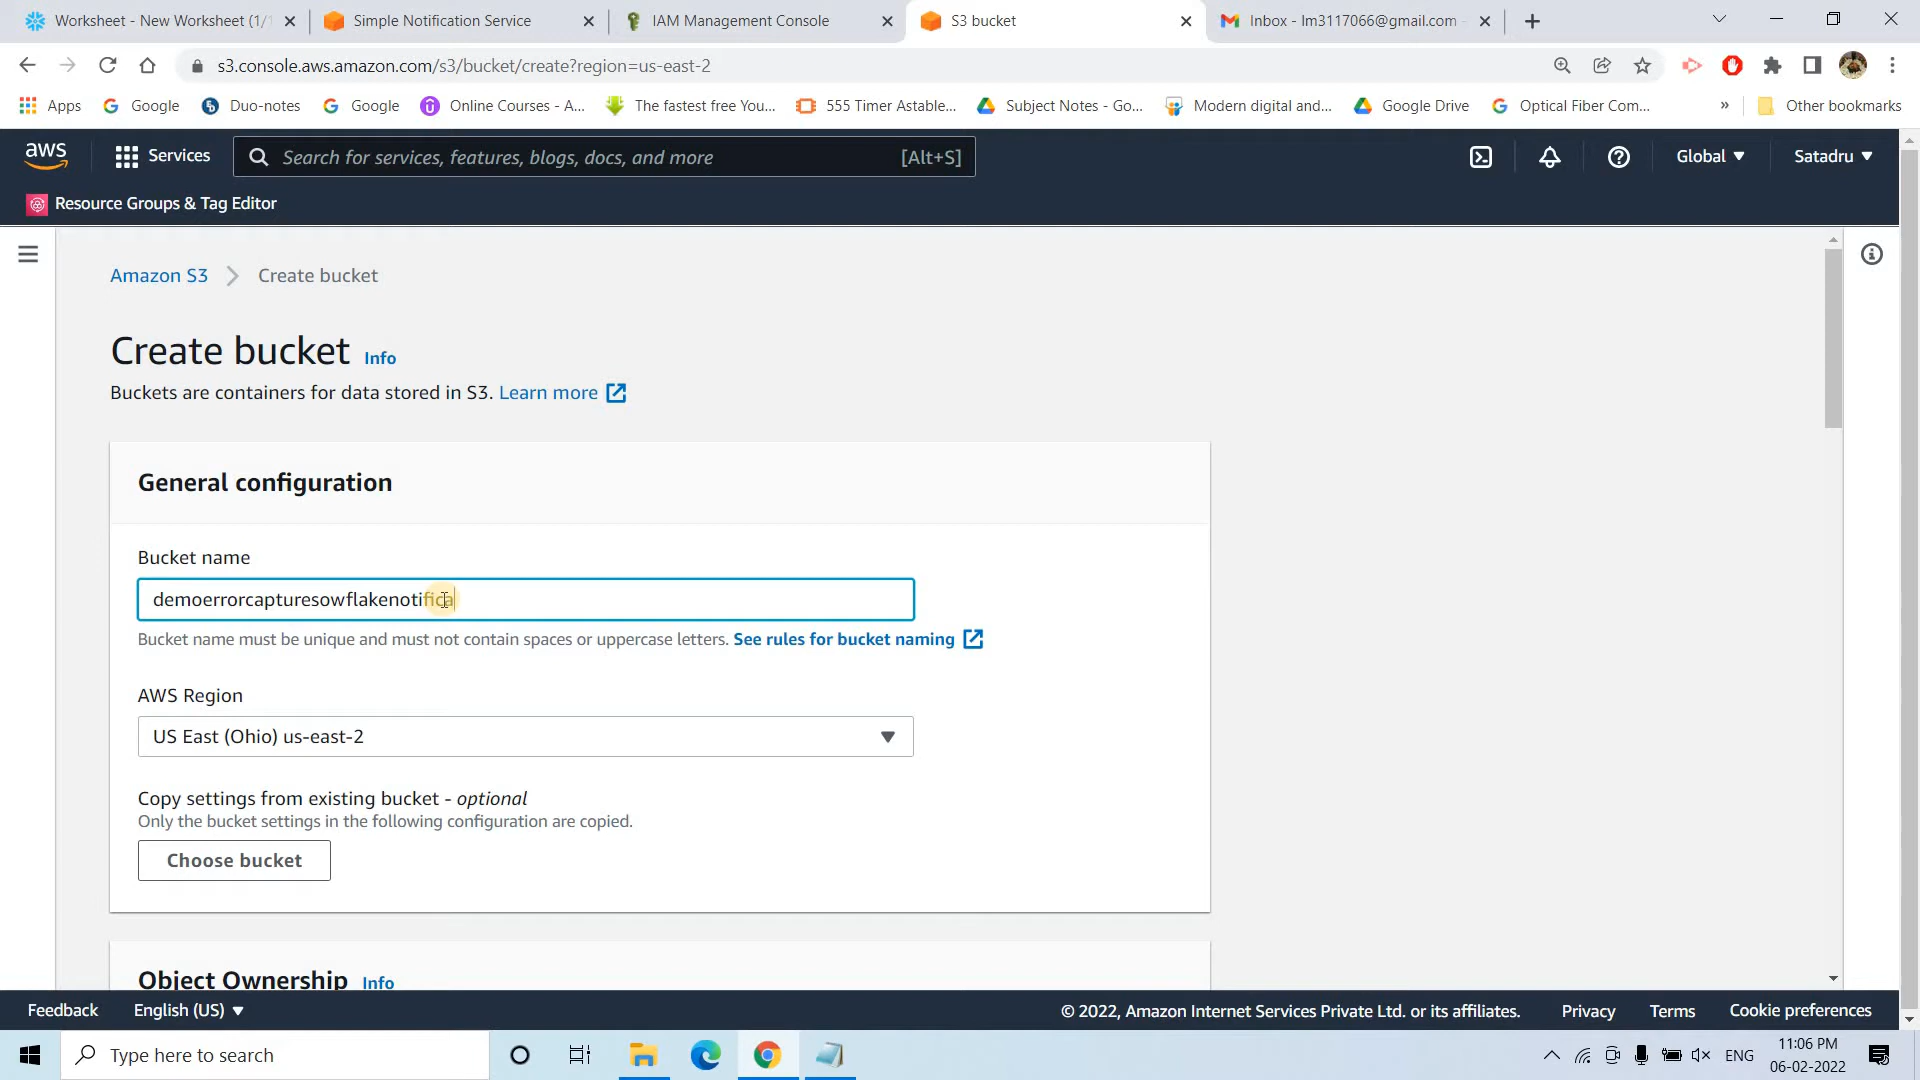 Worksheet - New Worksheet (1/1
Simple Notification Service
IAM Management Console
S3 bucket
Inbox - lm3117066@gmail.com -
s3.console.aws.amazon.com/s3/bucket/create?region=us-east-2
Apps
Google
Duo-notes
Google
Online Courses - A...
The fastest free You...
555 Timer Astable...
Subject Notes - Go...
Modern digital and...
Google Drive
Optical Fiber Com...
»
Other bookmarks
aws
Services
Search for services, features, blogs, docs, and more
[Alt+S]
Global
Satadru
Resource Groups & Tag Editor
Amazon S3
Create bucket
Create bucket Info
Buckets are containers for data stored in S3. Learn more
General configuration
Bucket name
demoerrorcapturesowflakenotifica
Bucket name must be unique and must not contain spaces or uppercase letters. See rules for bucket naming
AWS Region
US East (Ohio) us-east-2
Copy settings from existing bucket - optional
Only the bucket settings in the following configuration are copied.
Choose bucket
Object Ownership Info
Feedback
English (US)
© 2022, Amazon Internet Services Private Ltd. or its affiliates.
Privacy
Terms
Cookie preferences
Type here to search
ENG
11:06 PM
06-02-2022